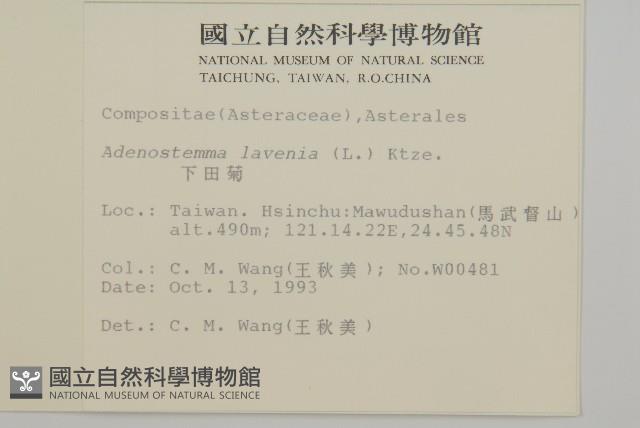 國立自然科學博物館
NATIONAL MUSEUM OF NATURAL SCIENCE
TAICHUNG, TAIWAN, R.O.CHINA
Compositae(Asteraceae),Asterales
Adenostemma lavenia (L.) Ktze.
下田菊
Loc.: Taiwan. Hsinchu:Mawudushan(馬武督山)
alt.490m; 121.14.22E,24.45.48N
Col.: C. M. Wang(王秋美); No.W00481
Date: Oct. 13, 1993
Det.: C. M. Wang(王秋美)
國立自然科學博物館
NATIONAL MUSEUM OF NATURAL SCIENCE